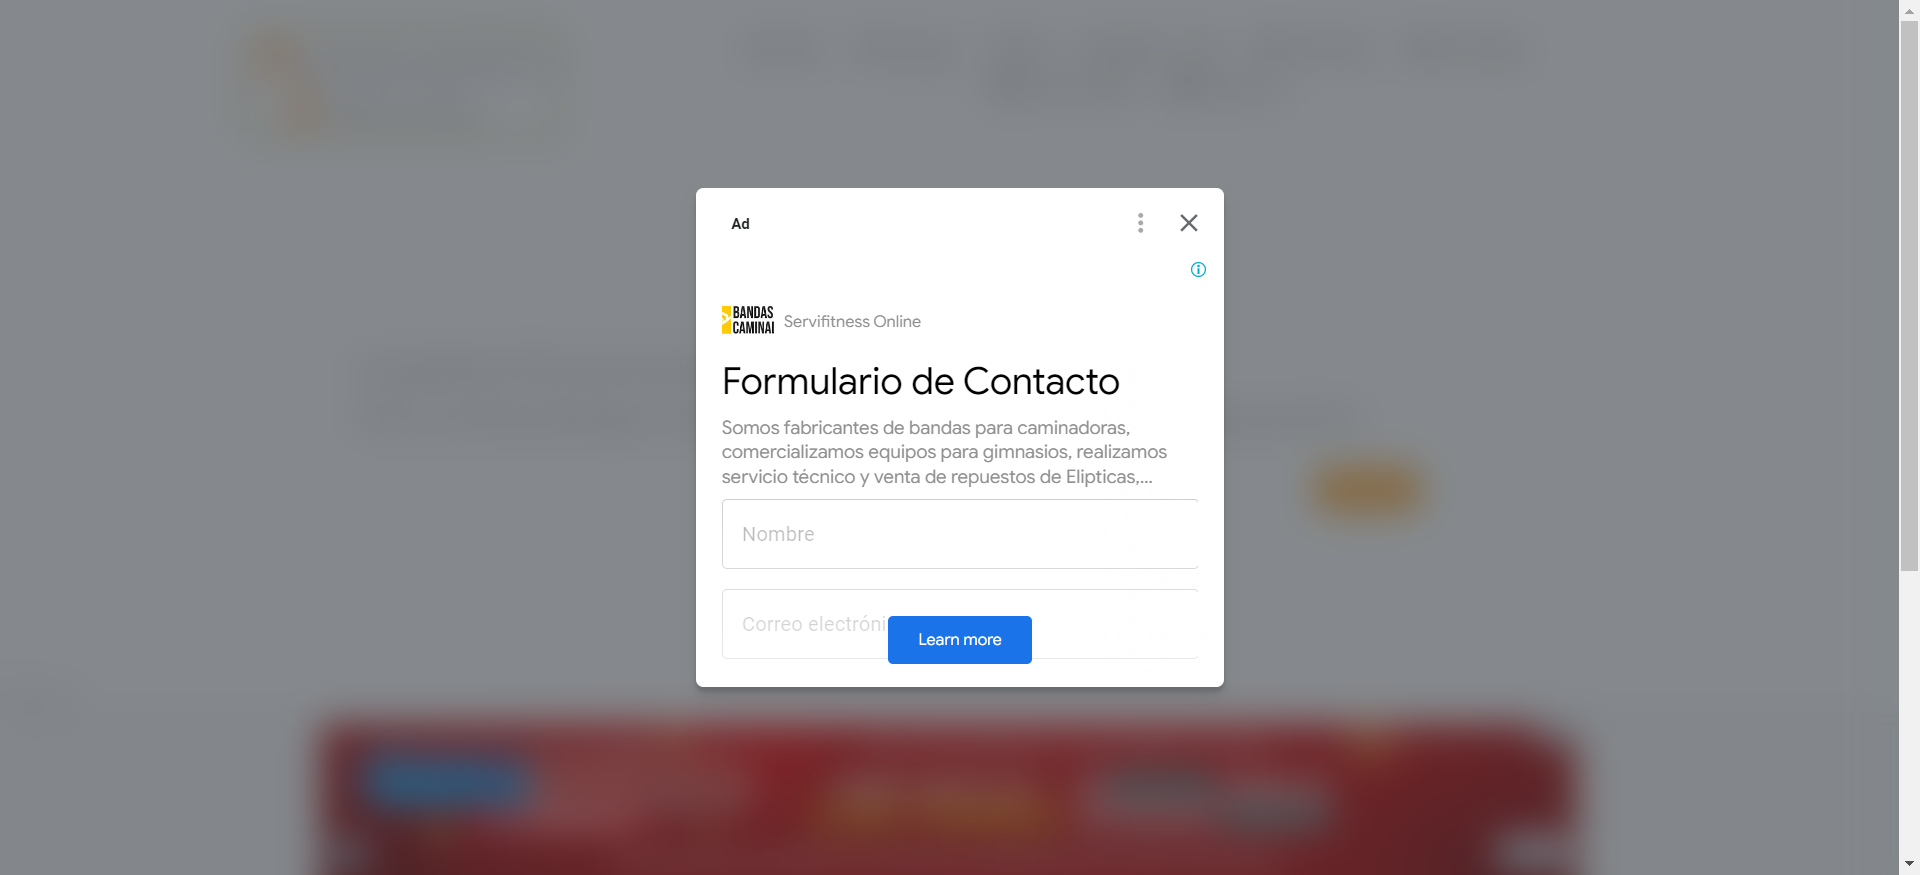 Ad
BANDAS
CAMINAI
Servifitness Online
Formulario de Contacto
Somos fabricantes de bandas para caminadoras,
comercializamos equipos para gimnasios, realizamos
servicio técnico y venta de repuestos de Elipticas,...
Nombre
Correo electróni
Learn more